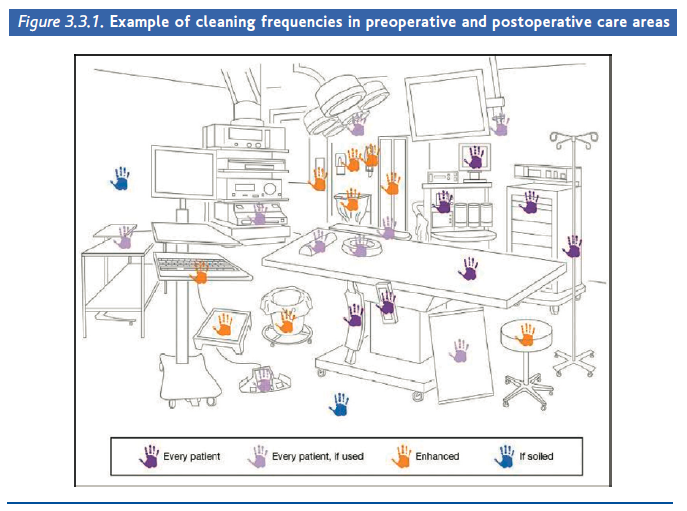 Figure 3.3.1. Example of cleaning frequencies in preoperative and postoperative care areas
Every patient
Every patient, if used
Enhanced
If soiled